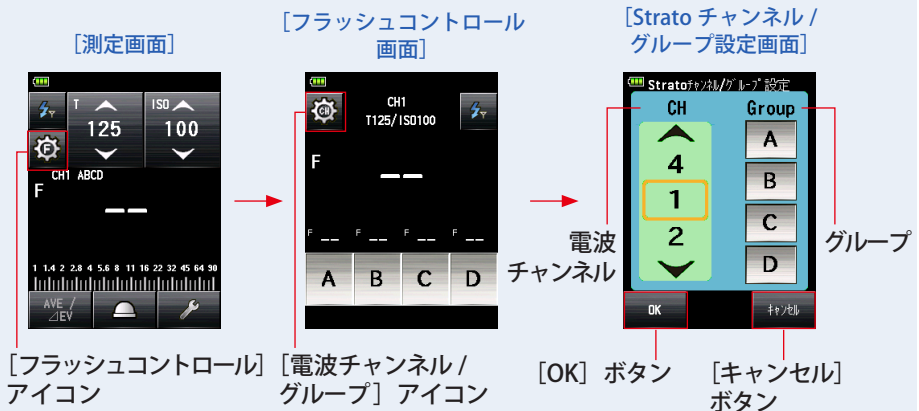 ［測定画面］
［フラッシュコントロール
画面］
［Strato チャンネル /
グループ設定画面］
T
125
ISO
100
F
CH1 ABCD
F
--
1 1.4 2 2.8 4 5.6 8 11 16 22 32 45 64 90
AVE /
⊿EV
CH
CH1
T125/ISO100
F
--
F -- F -- F -- F --
A B C D
Stratoﾁｬﾝﾈﾙ/ｸﾞﾙｰﾌﾟ設定
CH Group
4
1
2
A
B
C
D
OK ｷｬﾝｾﾙ
電波
チャンネル
グループ
［フラッシュコントロール］
アイコン
［電波チャンネル /
グループ］アイコン
［OK］ボタン
［キャンセル］
ボタン